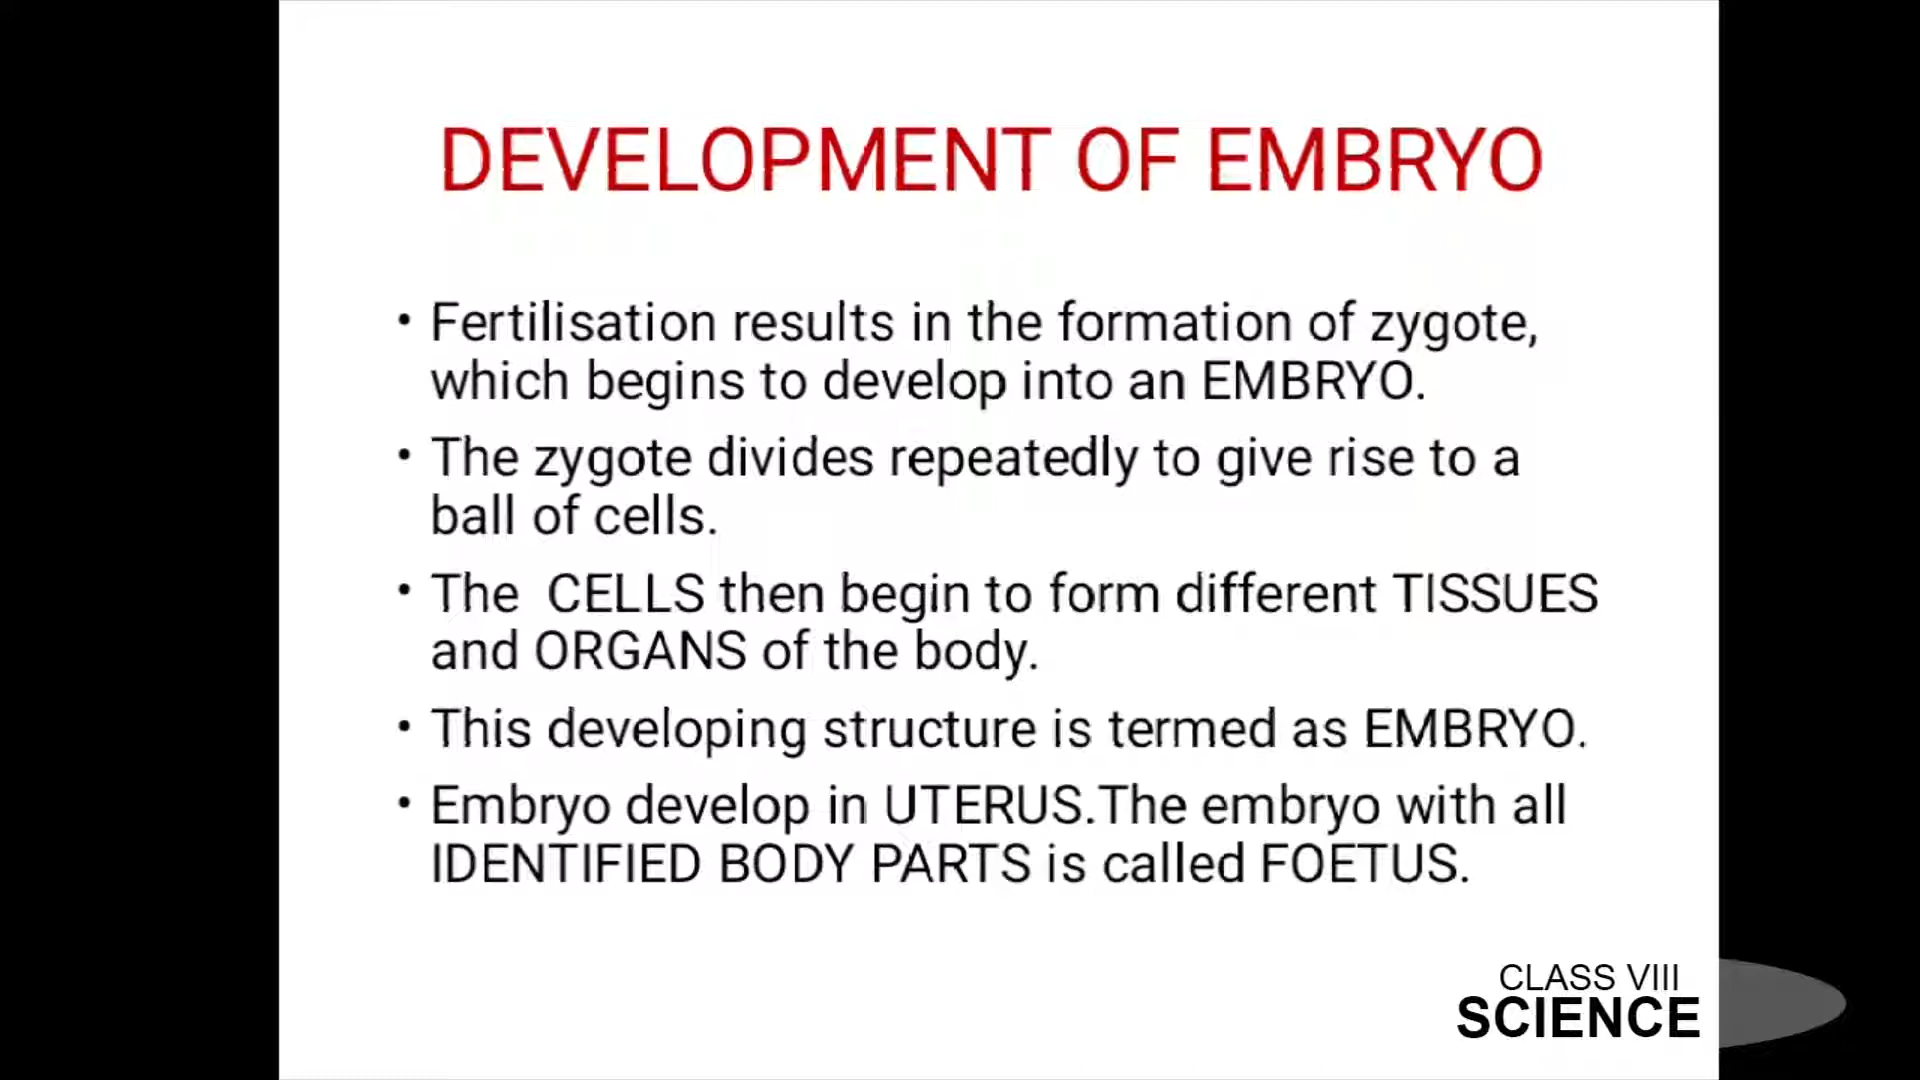 DEVELOPMENT OF EMBRYO
• Fertilisation results in the formation of zygote,
which begins to develop into an EMBRYO.
• The zygote divides repeatedly to give rise to a
ball of cells.
• The  CELLS then begin to form different TISSUES
and ORGANS of the body.
• This developing structure is termed as EMBRYO.
• Embryo develop in UTERUS.The embryo with all
IDENTIFIED BODY PARTS is called FOETUS.
CLASS VIII
SCIENCE